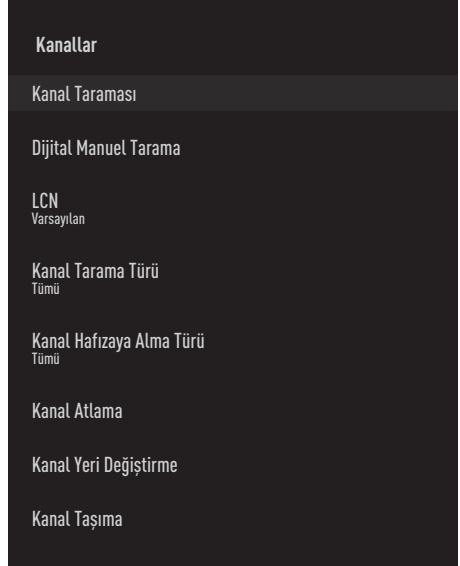 Kanallar
Kanal Taraması
Dijital Manuel Tarama
LCN
Varsayılan
Kanal Tarama Türü
Tümü
Kanal Hafızaya Alma Türü
Tümü
Kanal Atlama
Kanal Yeri Değiştirme
Kanal Taşıma